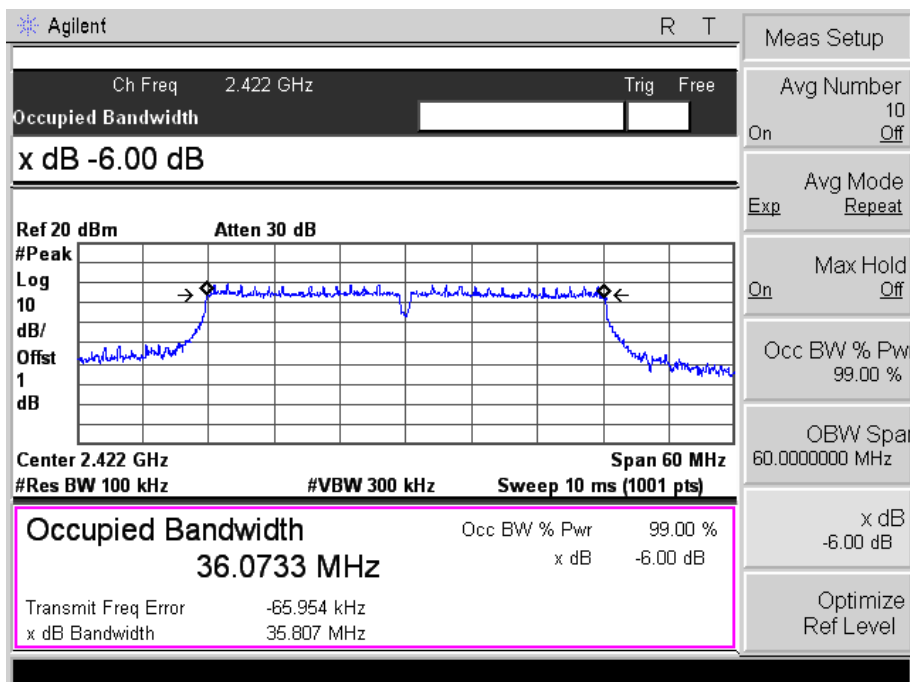 Agilent R T
Ch Freq 2.422 GHz Trig Free
Occupied Bandwidth
x dB -6.00 dB
Ref 20 dBm Atten 30 dB
#Peak
Log
10
dB/
Offst
1
dB
Center 2.422 GHz Span 60 MHz
#Res BW 100 kHz #VBW 300 kHz Sweep 10 ms (1001 pts)
Occupied Bandwidth
36.0733 MHz
Occ BW % Pwr 99.00 %
x dB -6.00 dB
Transmit Freq Error -65.954 kHz
x dB Bandwidth 35.807 MHz
Meas Setup
Avg Number
10
On Off
Avg Mode
Exp Repeat
Max Hold
On Off
Occ BW % Pwr
99.00 %
OBW Spa
60.0000000 MHz
x dB
-6.00 dB
Optimize
Ref Level